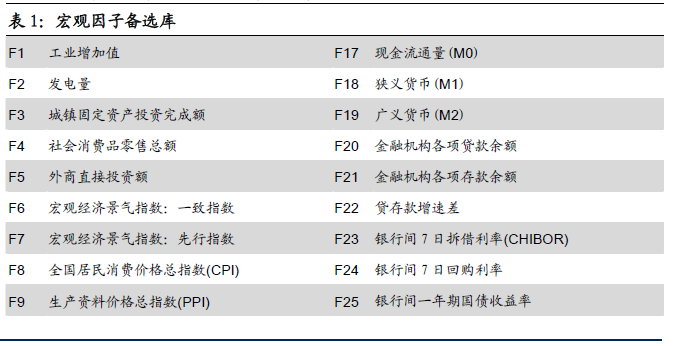 表 1：宏观因子备选库
F1 工业增加值 F17 现金流通量(M0)
F2 发电量 F18 狭义货币(M1)
F3 城镇固定资产投资完成额 F19 广义货币(M2)
F4 社会消费品零售总额 F20 金融机构各项贷款余额
F5 外商直接投资额 F21 金融机构各项存款余额
F6 宏观经济景气指数：一致指数 F22 贷存款增速差
F7 宏观经济景气指数：先行指数 F23 银行间 7 日拆借利率(CHIBOR)
F8 全国居民消费价格总指数(CPI) F24 银行间 7 日回购利率
F9 生产资料价格总指数(PPI) F25 银行间一年期国债收益率